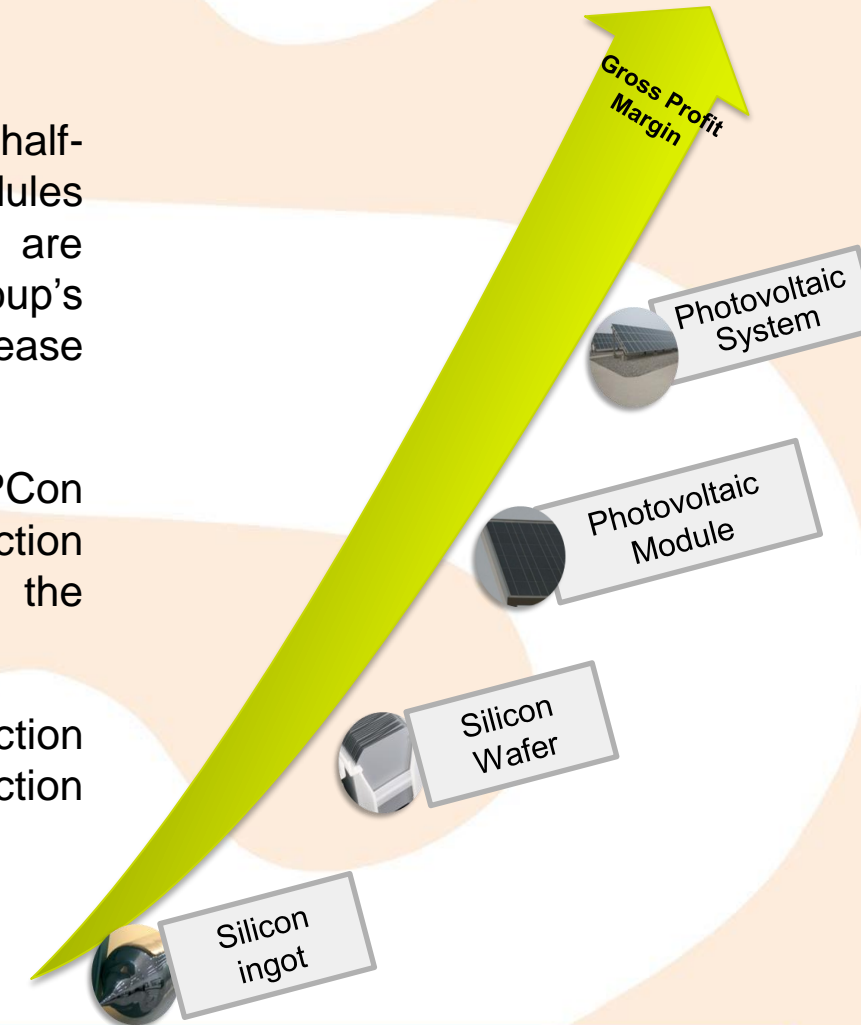 Gross Profit
Margin
half-
dules
are
oup's
ease
Photovoltaic
System
PCon
ction
the
Photovoltaic
Module
ction
ction
Silicon
Wafer
Silicon
ingot